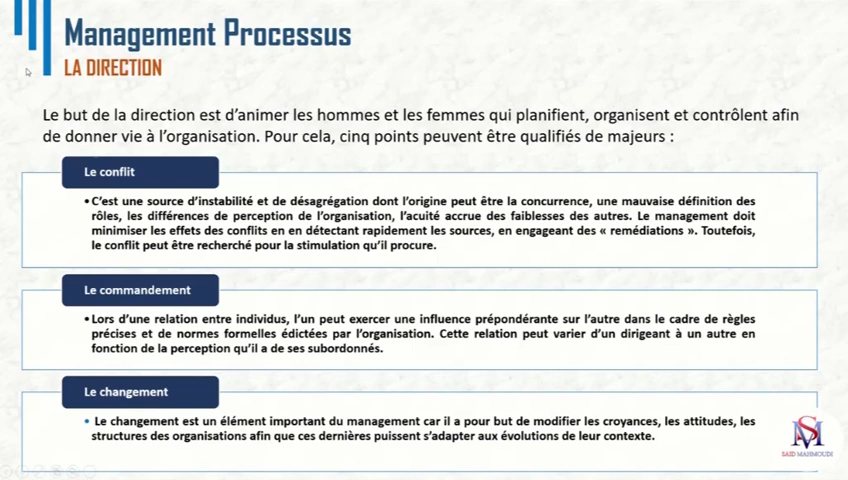 Management Processus
LA DIRECTION
Le but de la direction est d'animer les hommes et les femmes qui planifient, organisent et contrôlent afin
de donner vie à l'organisation. Pour cela, cinq points peuvent être qualifiés de majeurs :
Le conflit
•C'est une source d'instabilité et de désagrégation dont l'origine peut être la concurrence, une mauvaise définition des
rôles, les différences de perception de l'organisation, l'acuité accrue des faiblesses des autres. Le management doit
minimiser les effets des conflits en en détectant rapidement les sources, en engageant des « remédiations ». Toutefois,
le conflit peut être recherché pour la stimulation qu'il procure.
Le commandement
•Lors d'une relation entre individus, l'un peut exercer une influence prépondérante sur l'autre dans le cadre de règles
précises et de normes formelles édictées par l'organisation. Cette relation peut varier d'un dirigeant à un autre en
fonction de la perception qu'il a de ses subordonnés.
Le changement
• Le changement est un élément important du management car il a pour but de modifier les croyances, les attitudes, les
structures des organisations afin que ces dernières puissent s'adapter aux évolutions de leur contexte.
SAID MAHMOUDI